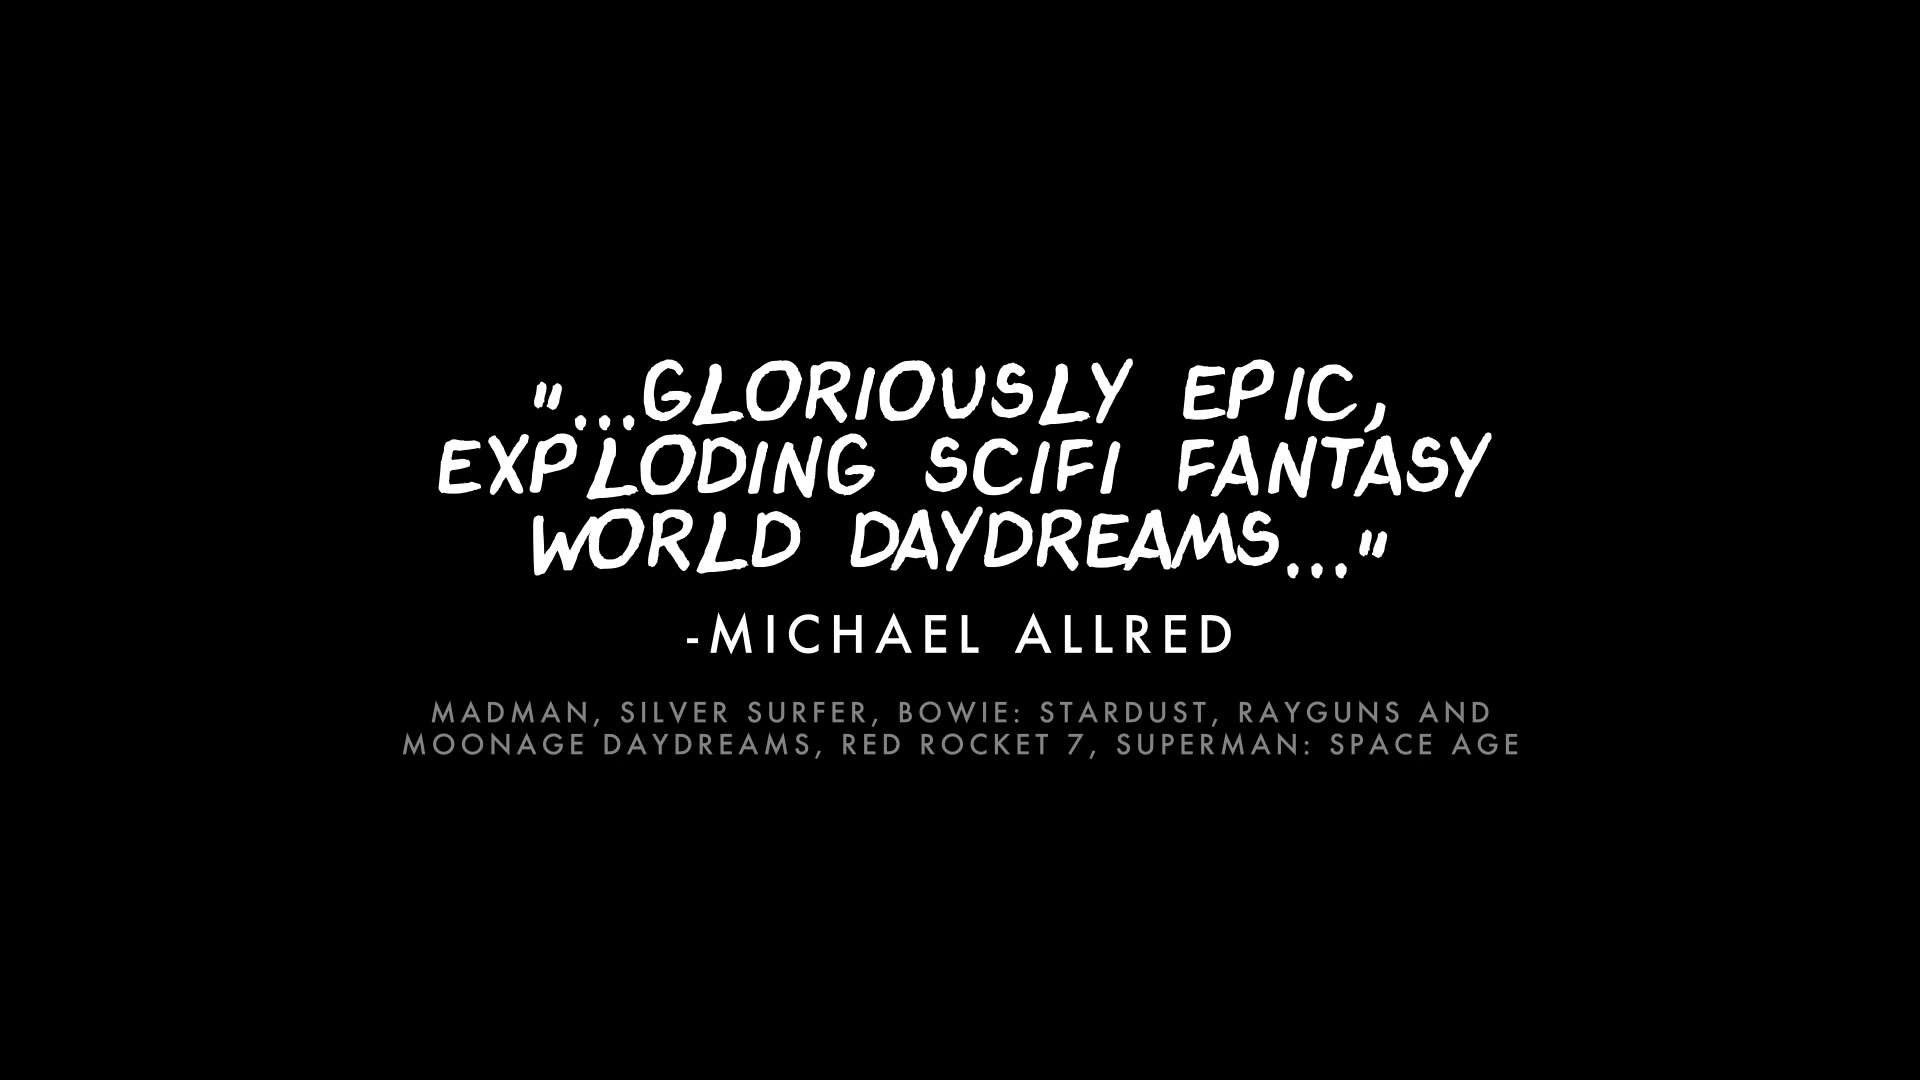 "...GLORIOUSLY EPIC,
EXPLODING SCIFI FANTASY
WORLD DAYDREAMS..."
-MICHAEL ALLRED
MADMAN, SILVER SURFER, BOWIE: STARDUST, RAYGUNS AND
MOONAGE DAYDREAMS, RED ROCKET 7, SUPERMAN: SPACE AGE